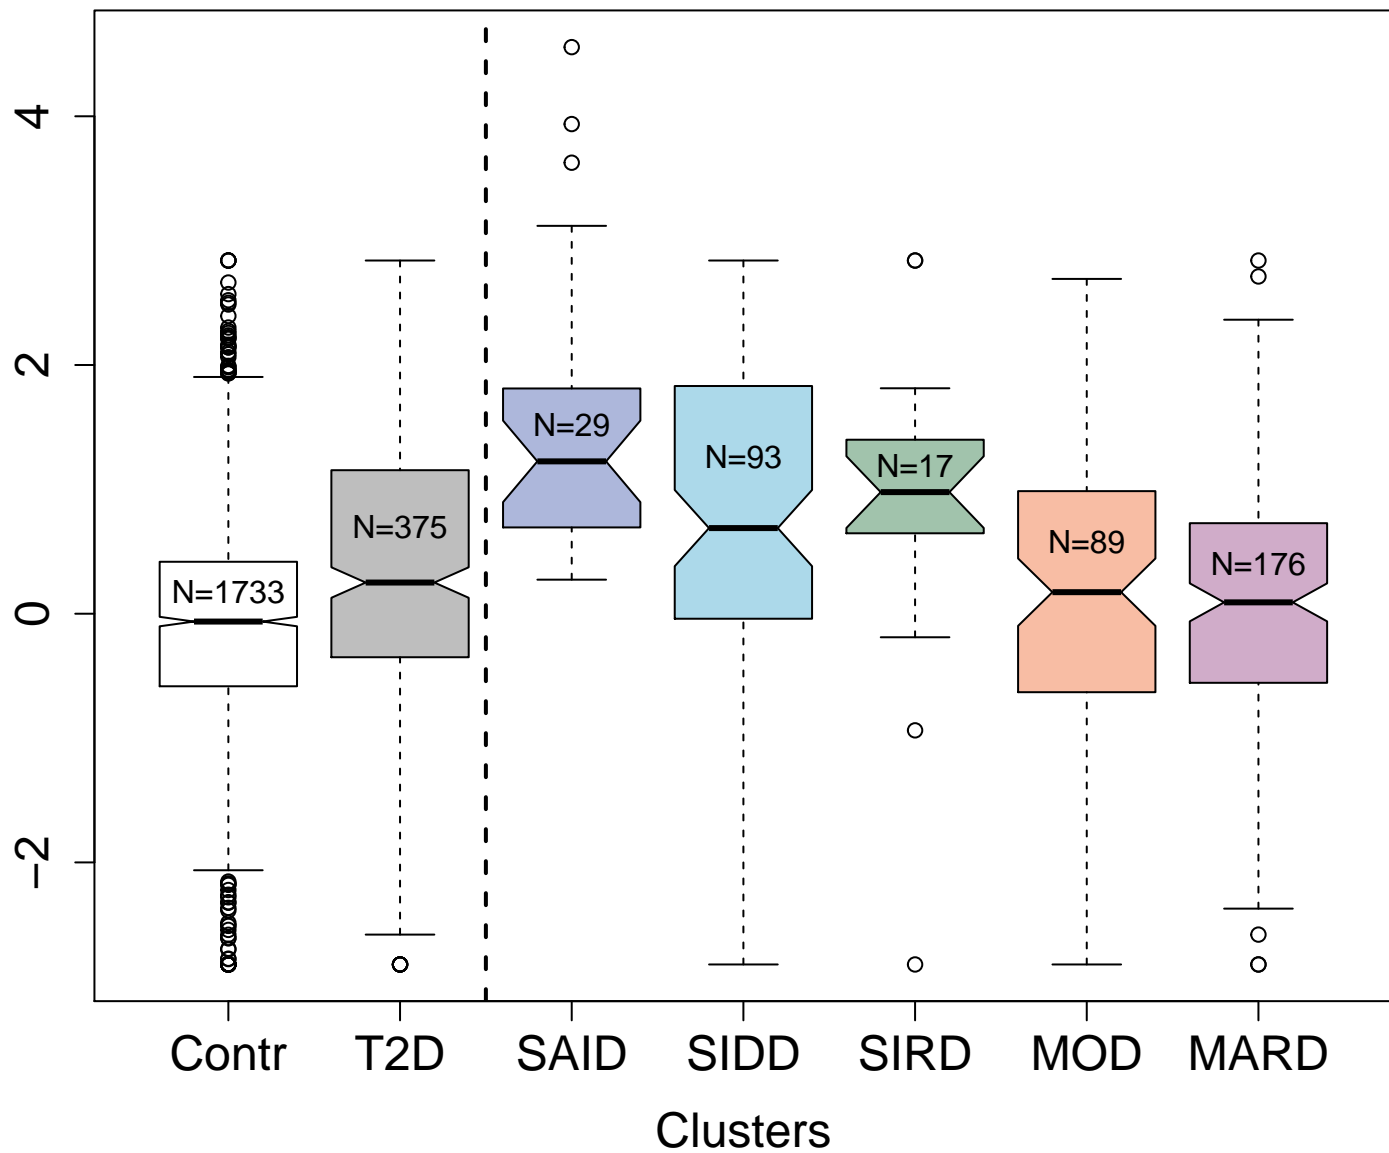 4
2
0
−2
N=1733
N=375
N=29
N=93
N=17
N=89
N=176
Contr T2D SAID SIDD SIRD MOD MARD
Clusters